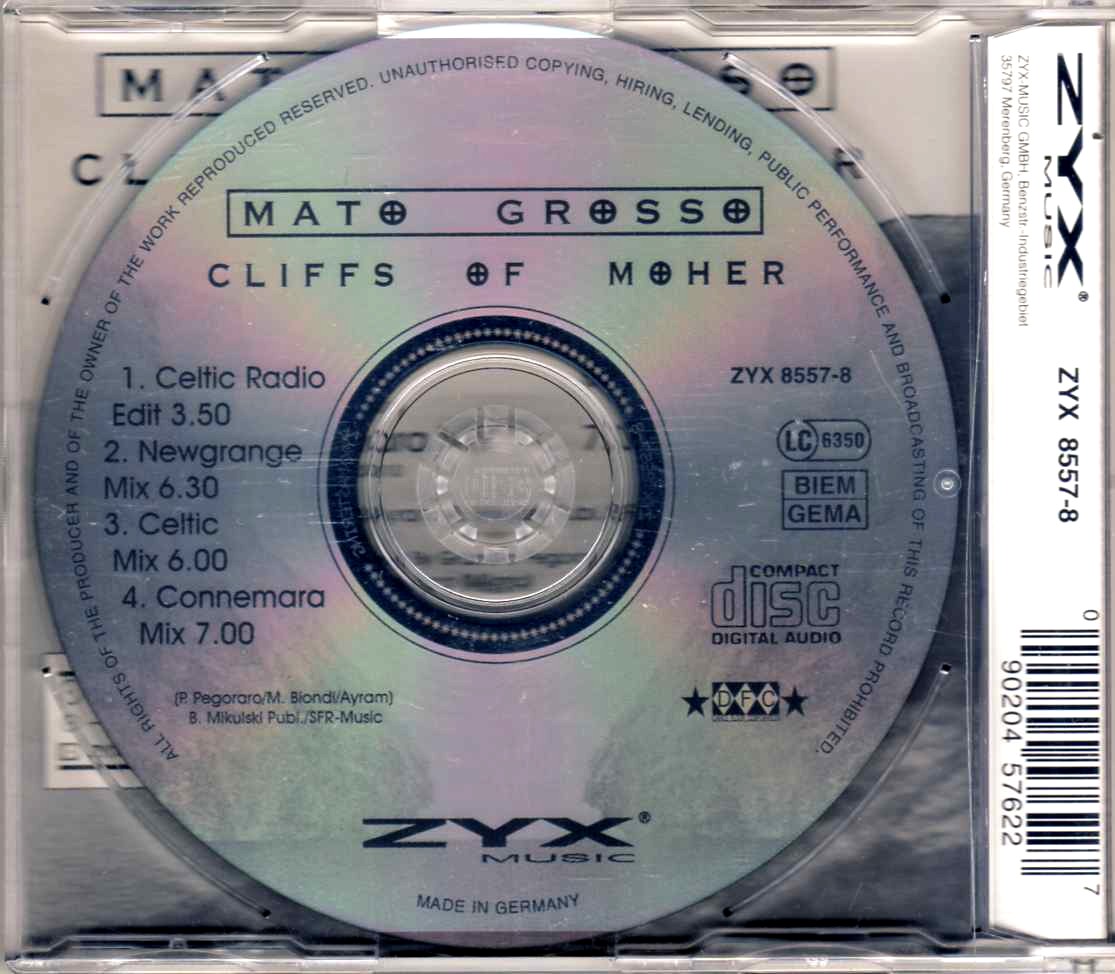 MATO GROSSO
CLIFFS OF MOHER
1. Celtic Radio
Edit 3.50
2. Newgrange
Mix 6.30
3. Celtic
Mix 6.00
4. Connemara
Mix 7.00
(P. Pegoraro/M. Biondi/Ayram)
B. Mikulski Publ./SFR-Music
ZYX 8557-8
LC 6350
BIEM
GEMA
COMPACT
disc
DIGITAL AUDIO
DFC
ZYX®
MUSIC
MADE IN GERMANY
ALL RIGHTS OF THE PRODUCER AND OF THE OWNER OF THE WORK REPRODUCED RESERVED. UNAUTHORISED COPYING, HIRING, LENDING, PUBLIC PERFORMANCE AND BROADCASTING OF THIS RECORD PROHIBITED.
ZYX®
MUSIC
ZYX-MUSIC GMBH, Benzstr.-Industriegebiet
35797 Merenberg, Germany
ZYX 8557-8
0 90204 57622 7